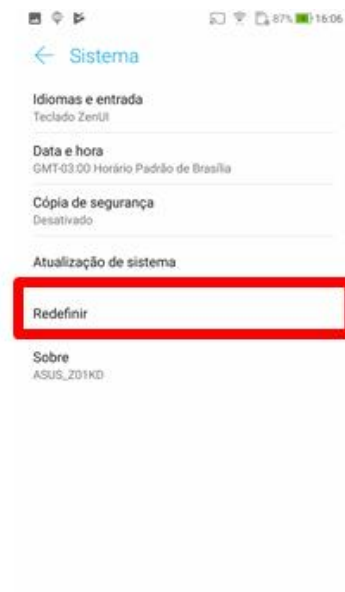 87% 16:06
Sistema
Idiomas e entrada
Teclado ZenUI
Data e hora
GMT-03:00 Horário Padrão de Brasília
Cópia de segurança
Desativado
Atualização de sistema
Redefinir
Sobre
ASUS_Z01KD